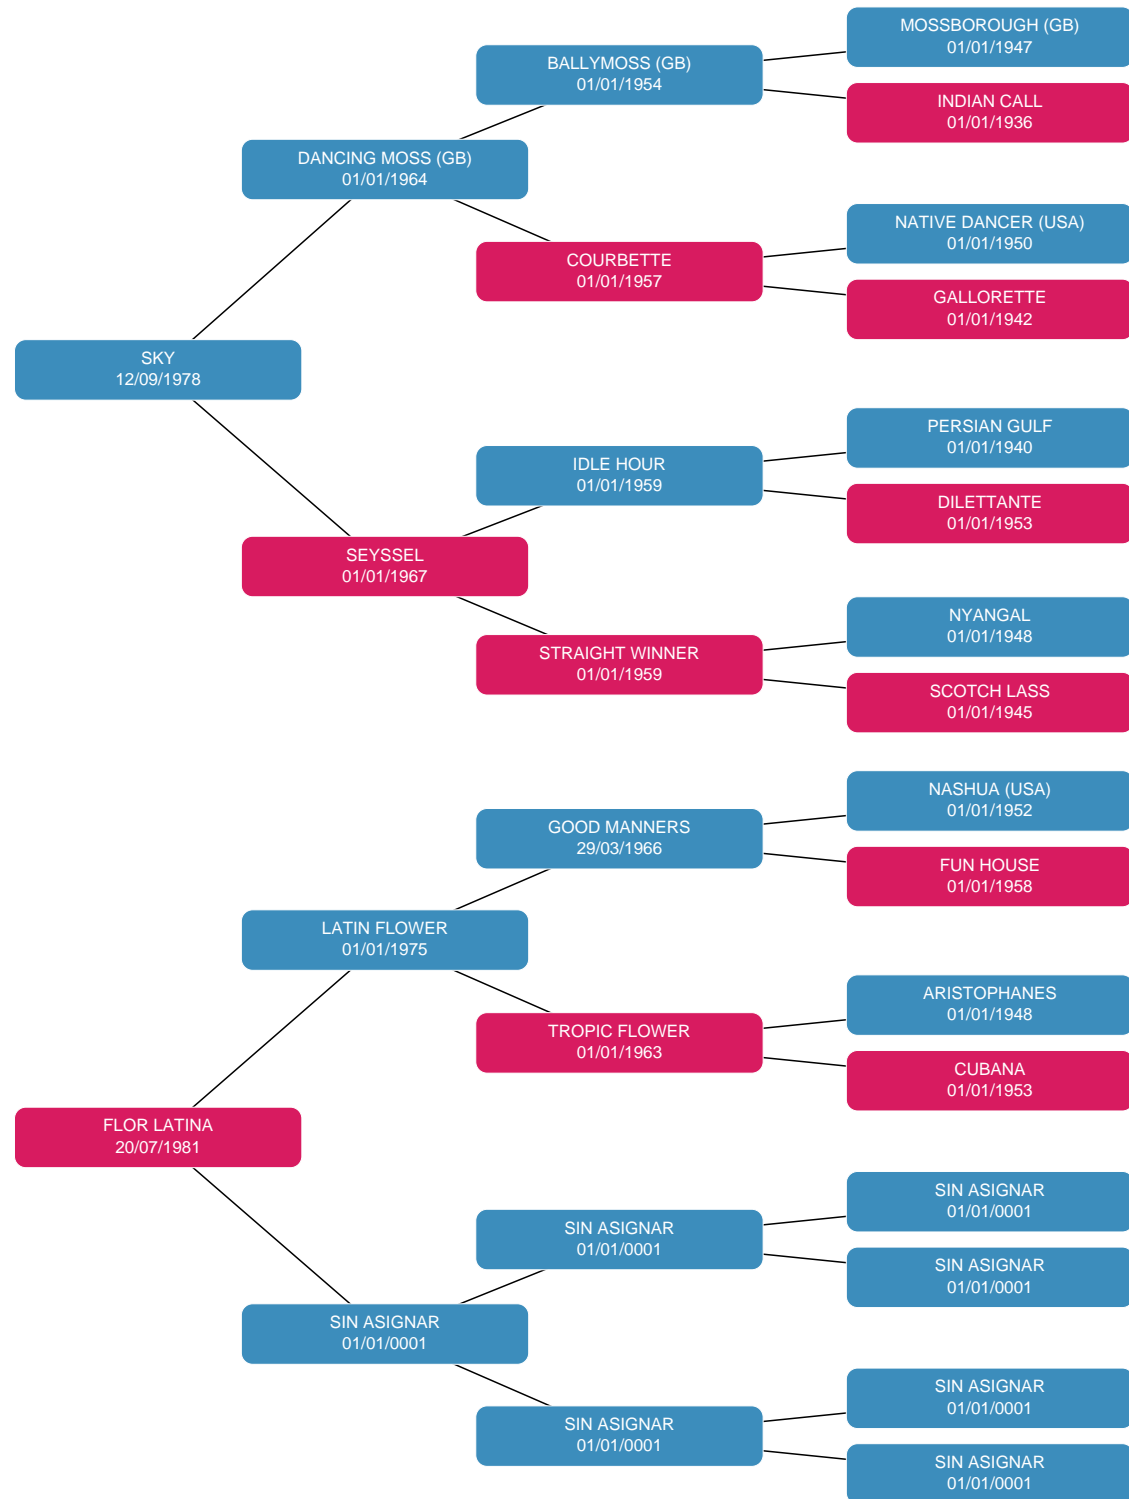 MOSSBOROUGH (GB)
01/01/1947
BALLYMOSS (GB)
01/01/1954
INDIAN CALL
01/01/1936
DANCING MOSS (GB)
01/01/1964
NATIVE DANCER (USA)
01/01/1950
COURBETTE
01/01/1957
GALLORETTE
01/01/1942
SKY
12/09/1978
PERSIAN GULF
01/01/1940
IDLE HOUR
01/01/1959
DILETTANTE
01/01/1953
SEYSSEL
01/01/1967
NYANGAL
01/01/1948
STRAIGHT WINNER
01/01/1959
SCOTCH LASS
01/01/1945
NASHUA (USA)
01/01/1952
GOOD MANNERS
29/03/1966
FUN HOUSE
01/01/1958
LATIN FLOWER
01/01/1975
ARISTOPHANES
01/01/1948
TROPIC FLOWER
01/01/1963
CUBANA
01/01/1953
FLOR LATINA
20/07/1981
SIN ASIGNAR
01/01/0001
SIN ASIGNAR
01/01/0001
SIN ASIGNAR
01/01/0001
SIN ASIGNAR
01/01/0001
SIN ASIGNAR
01/01/0001
SIN ASIGNAR
01/01/0001
SIN ASIGNAR
01/01/0001